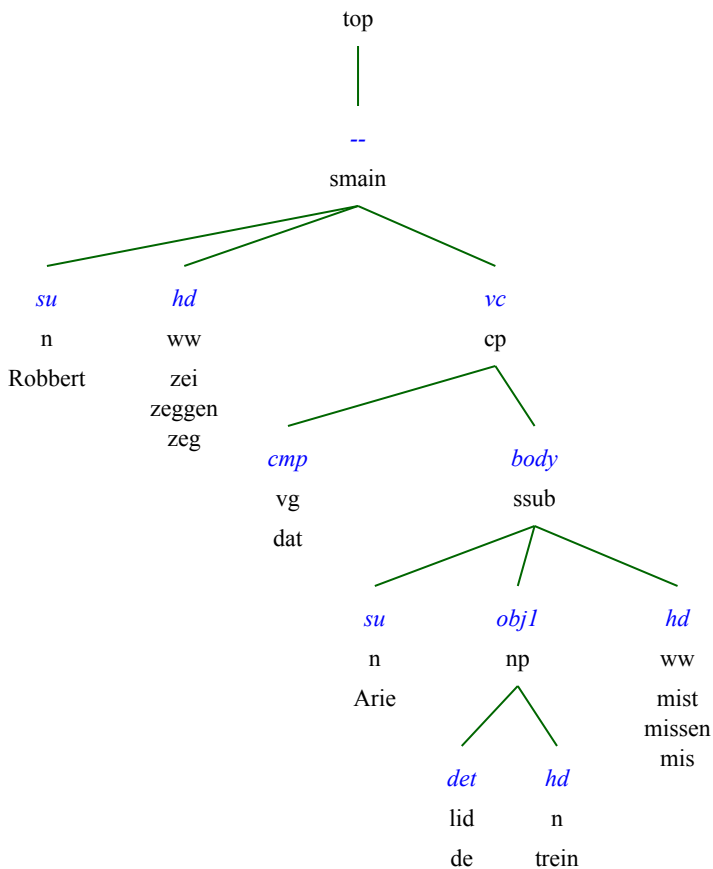 top
--
smain
su hd vc
n ww cp
Robbert zei
zeggen
zeg
cmp body
vg ssub
dat
su obj1 hd
n np ww
Arie mist
missen
mis
det hd
lid n
de trein